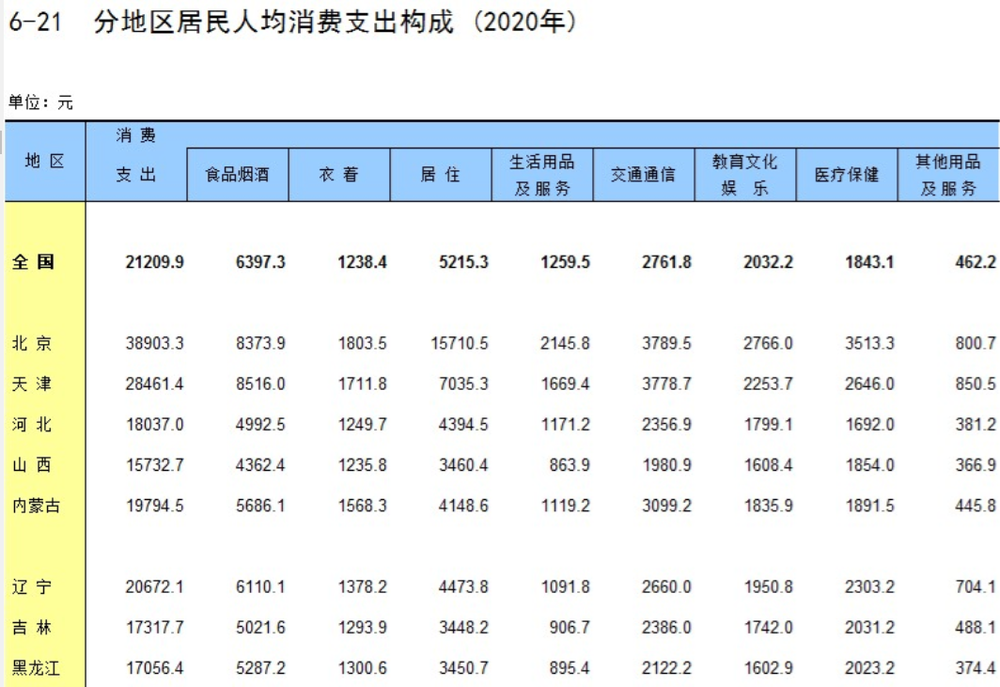 6-21 分地区居民人均消费支出构成（2020年）
单位：元
地 区 消 费 支 出 食品烟酒 衣 着 居 住 生活用品及服务 交通通信 教育文化娱 乐 医疗保健 其他用品及服务
全 国 21209.9 6397.3 1238.4 5215.3 1259.5 2761.8 2032.2 1843.1 462.2
北 京 38903.3 8373.9 1803.5 15710.5 2145.8 3789.5 2766.0 3513.3 800.7
天 津 28461.4 8516.0 1711.8 7035.3 1669.4 3778.7 2253.7 2646.0 850.5
河 北 18037.0 4992.5 1249.7 4394.5 1171.2 2356.9 1799.1 1692.0 381.2
山 西 15732.7 4362.4 1235.8 3460.4 863.9 1980.9 1608.4 1854.0 366.9
内蒙古 19794.5 5686.1 1568.3 4148.6 1119.2 3099.2 1835.9 1891.5 445.8
辽 宁 20672.1 6110.1 1378.2 4473.8 1091.8 2660.0 1950.8 2303.2 704.1
吉 林 17317.7 5021.6 1293.9 3448.2 906.7 2386.0 1742.0 2031.2 488.1
黑龙江 17056.4 5287.2 1300.6 3450.7 895.4 2122.2 1602.9 2023.2 374.4